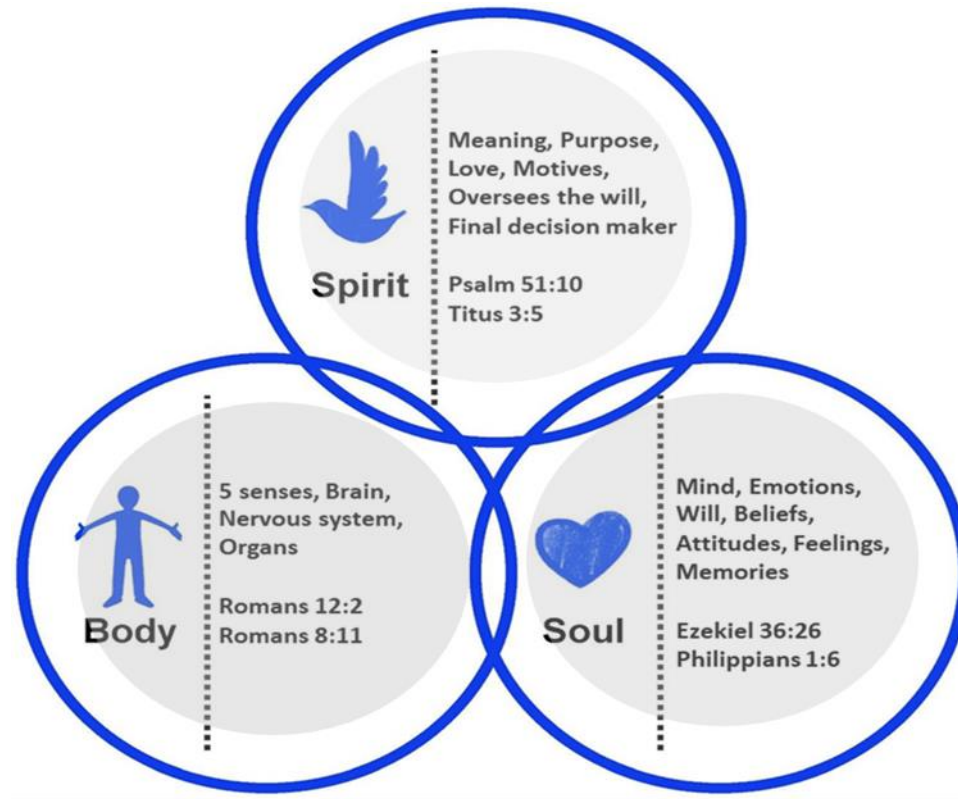 Meaning, Purpose,
Love, Motives,
Oversees the will,
Final decision maker
Spirit
Psalm 51:10
Titus 3:5
5 senses, Brain,
Nervous system,
Organs
Body
Romans 12:2
Romans 8:11
Mind, Emotions,
Will, Beliefs,
Attitudes, Feelings,
Memories
Soul
Ezekiel 36:26
Philippians 1:6